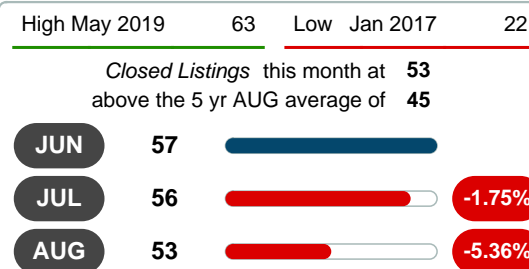 High May 2019 63 Low Jan 2017 22
Closed Listings this month at 53
above the 5 yr AUG average of 45
JUN 57
JUL 56 -1.75%
AUG 53 -5.36%